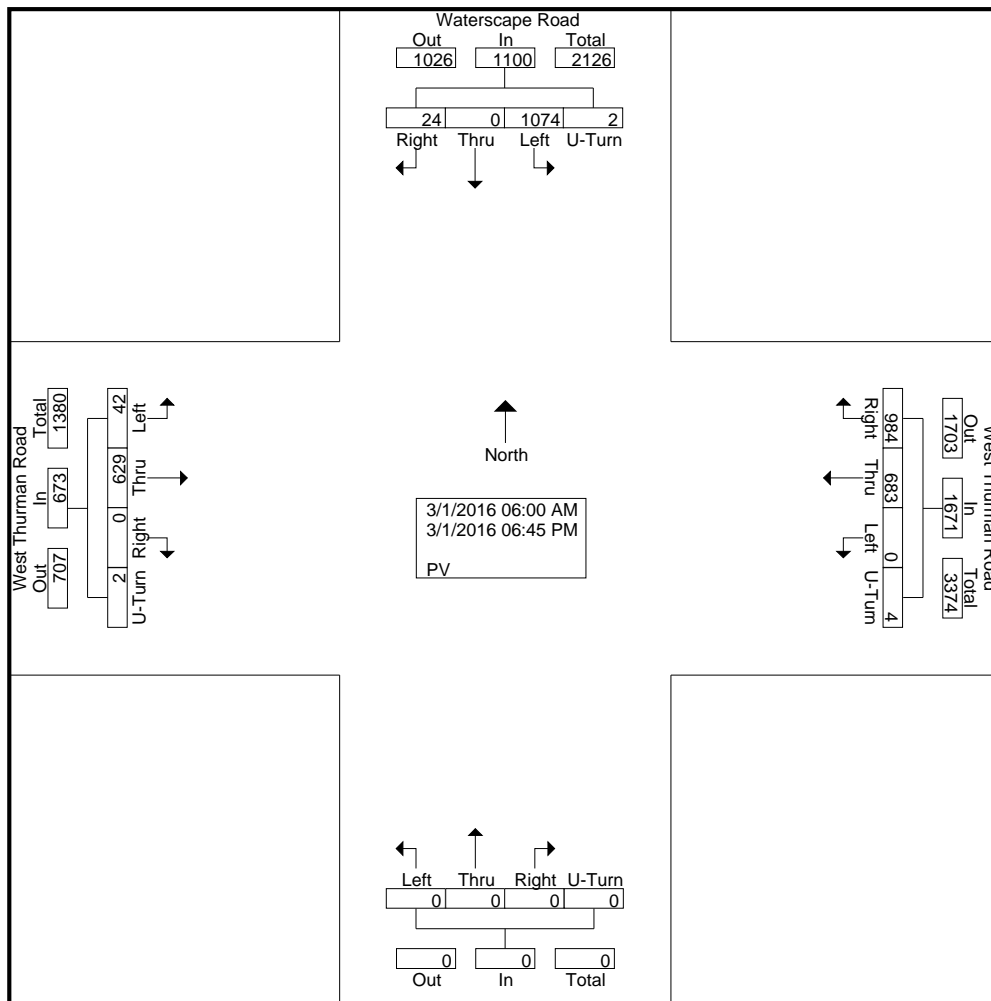 Waterscape Road
Out In Total
1026 1100 2126
24 0 1074 2
Right Thru Left U-Turn
West Thurman Road
Total In Out
1380 673 707
42 629 0 2
Left Thru Right U-Turn
North
3/1/2016 06:00 AM
3/1/2016 06:45 PM
PV
Right Thru Left U-Turn
984 683 0 4
Out In Total
1703 1671 3374
West Thurman Road
Left Thru Right U-Turn
0 0 0 0
0 0 0
Out In Total